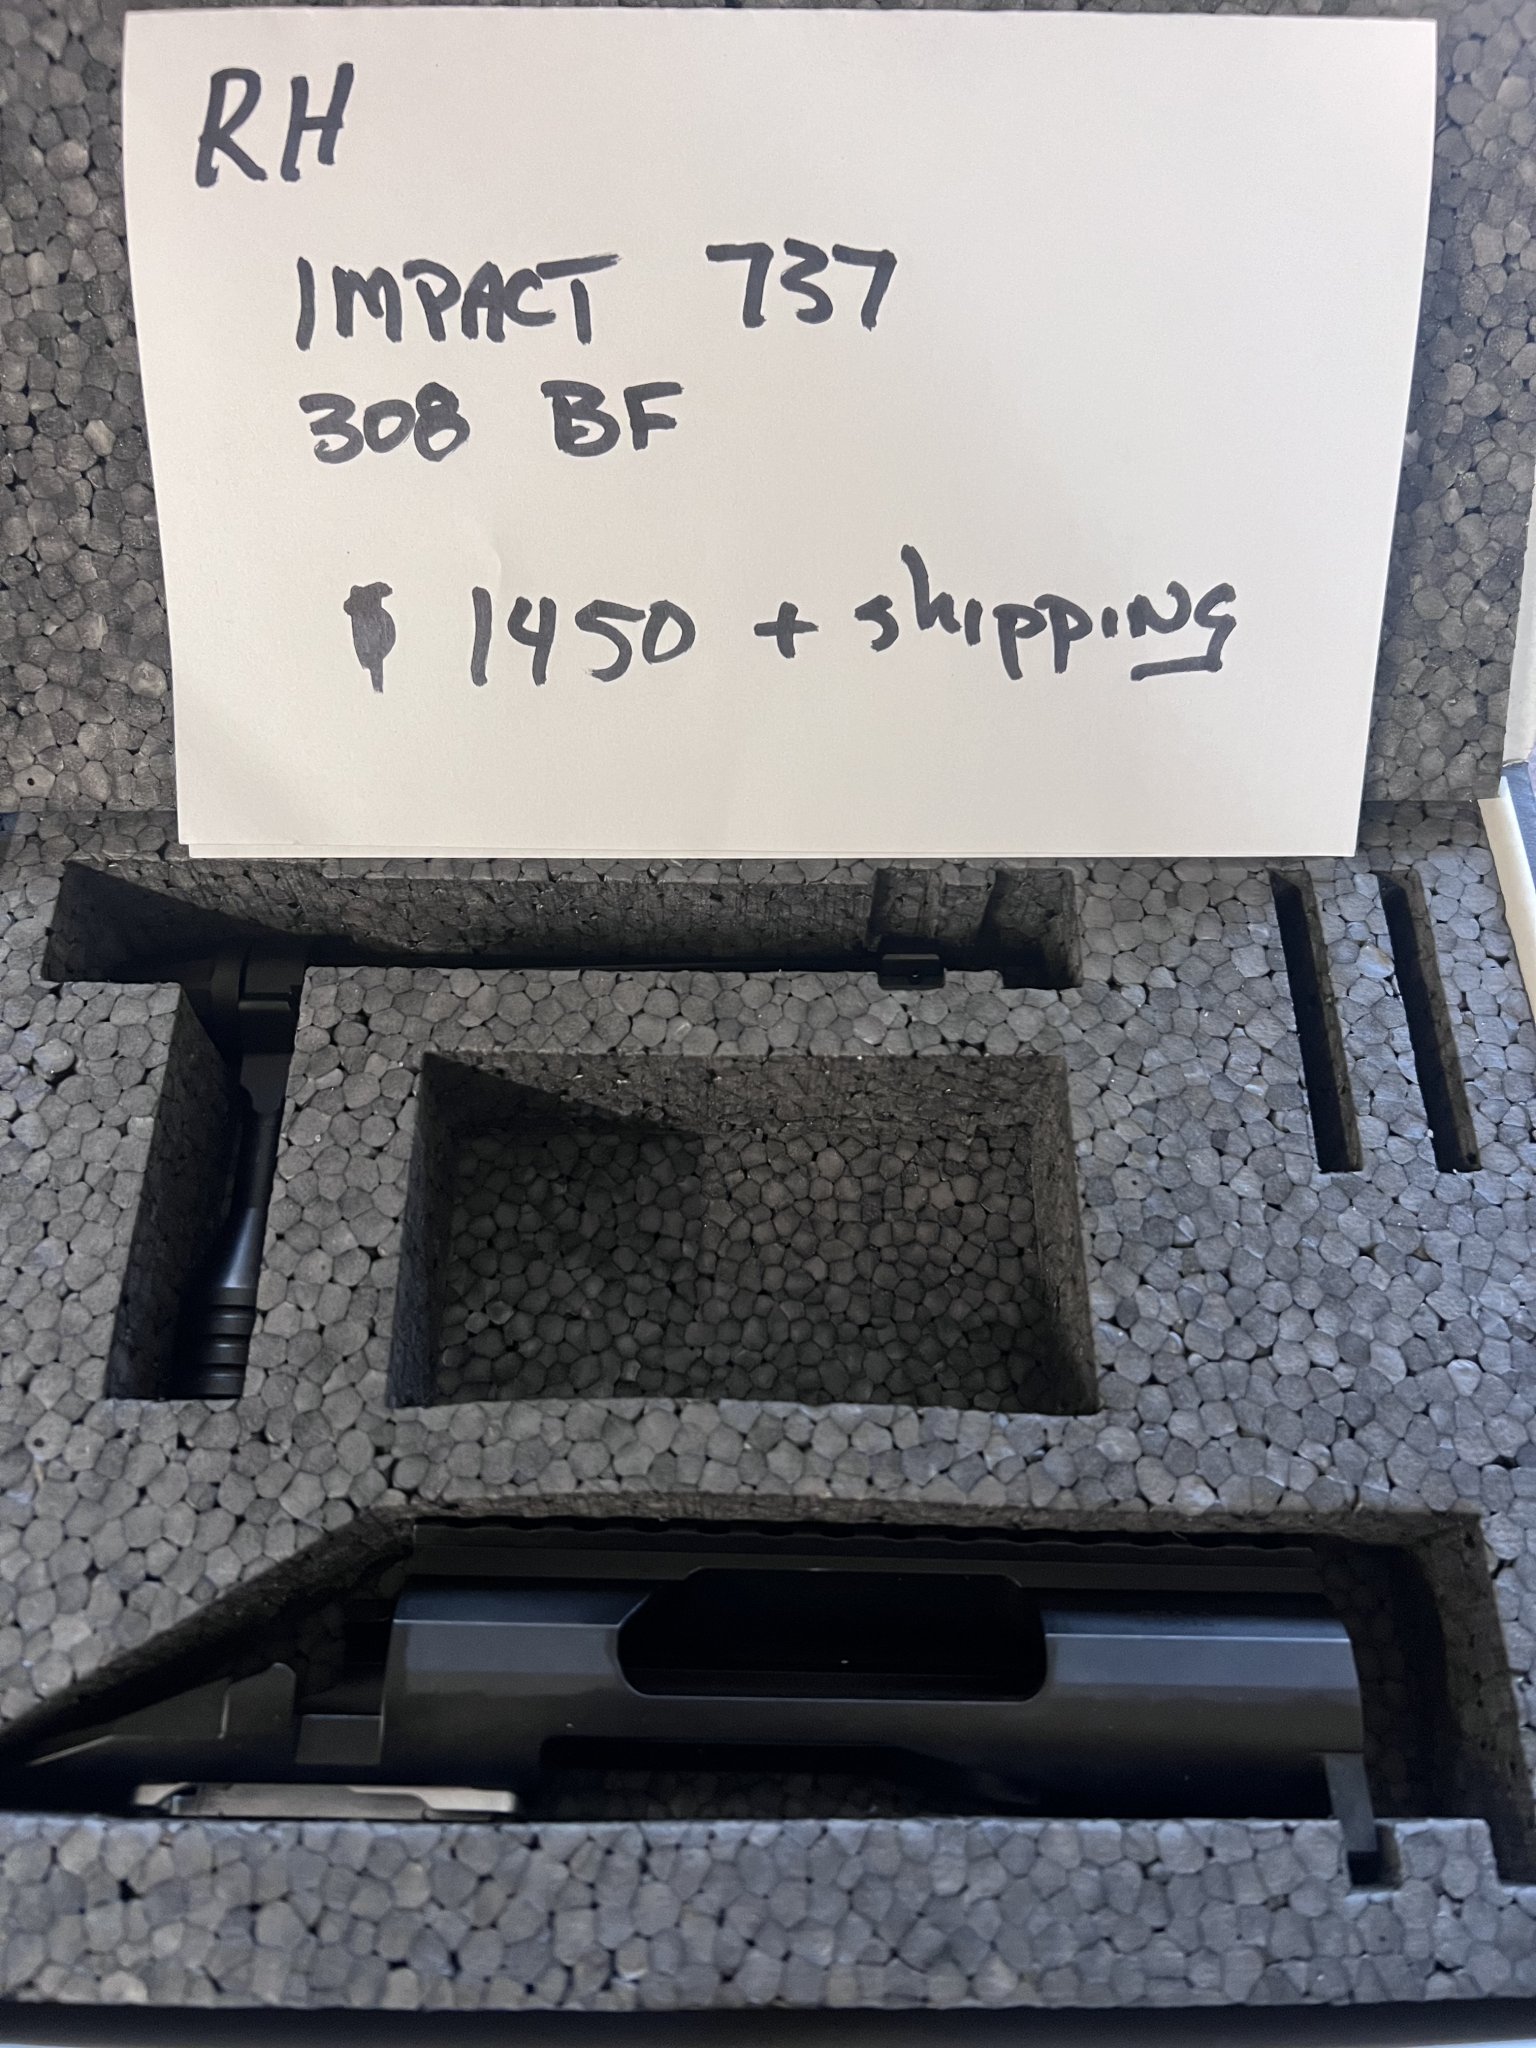 RH
IMPACT 737
308 BF
$ 1450 + shipping